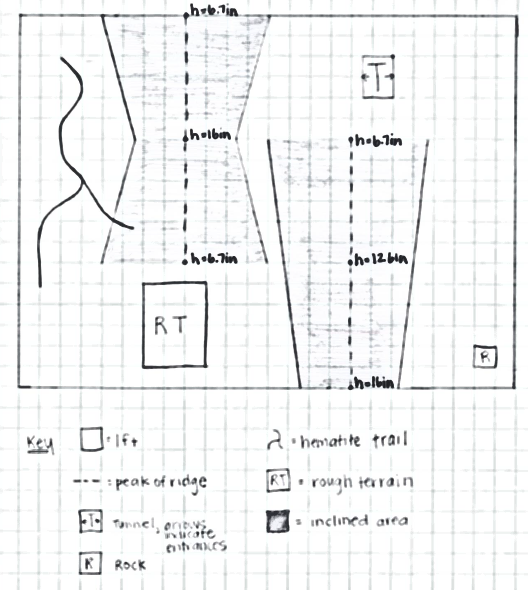 h=6.7in
T
h=16in
h=6.7in
h=6.7in
h=12.6in
RT
R
h=16in
Key
= 1ft
= hematite trail
--- = peak of ridge
RT = rough terrain
T Tunnel, arrows
indicate
entrances
= inclined area
R Rock